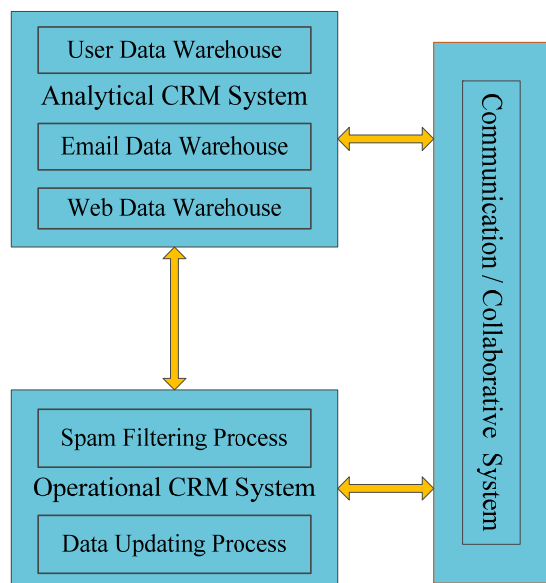 User Data Warehouse
Analytical CRM System
Email Data Warehouse
Web Data Warehouse
Spam Filtering Process
Operational CRM System
Data Updating Process
Communication / Collaborative System